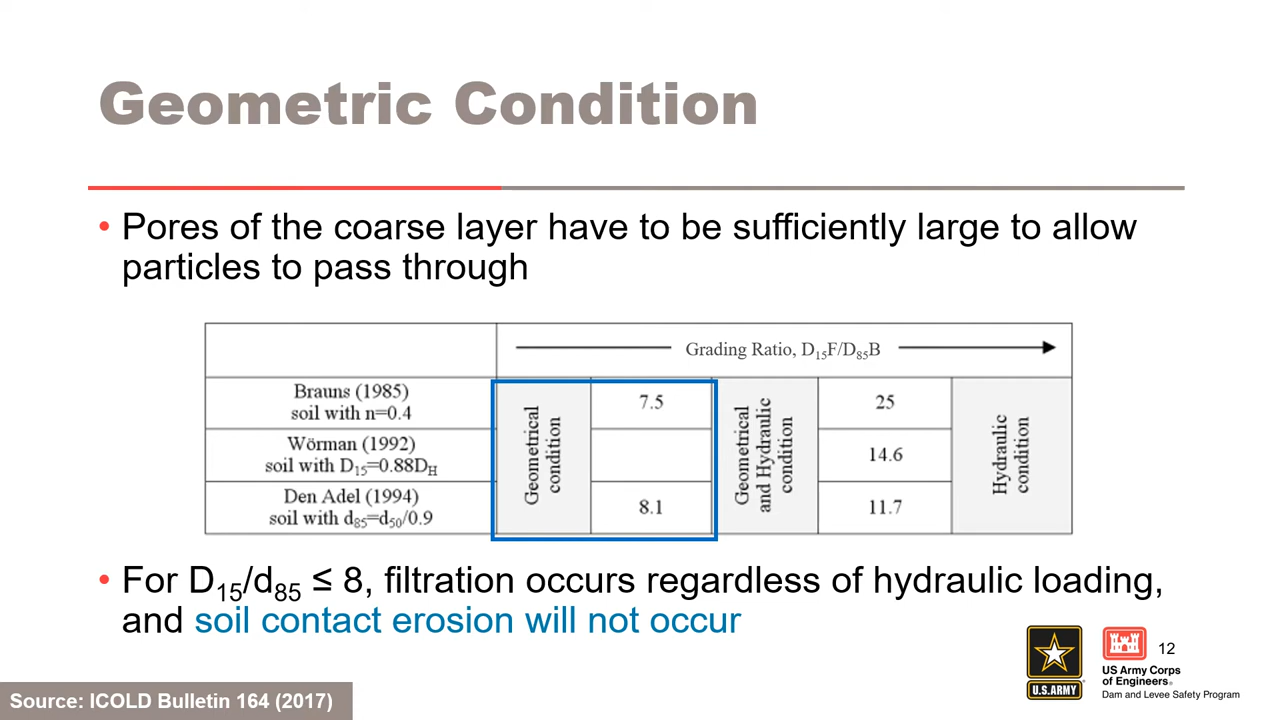 Geometric Condition
• Pores of the coarse layer have to be sufficiently large to allow
particles to pass through
Grading Ratio, D₁₅F/D₈₅B
Brauns (1985)
soil with n=0.4
Geometrical
condition
7.5
Geometrical
and Hydraulic
condition
25
Hydraulic
condition
Wörman (1992)
soil with D₁₅=0.88D_H
14.6
Den Adel (1994)
soil with d₈₅=d₅₀/0.9
8.1
11.7
• For D₁₅/d₈₅ ≤ 8, filtration occurs regardless of hydraulic loading,
and soil contact erosion will not occur
U.S.ARMY
US Army Corps
of Engineers®
Dam and Levee Safety Program
12
Source: ICOLD Bulletin 164 (2017)